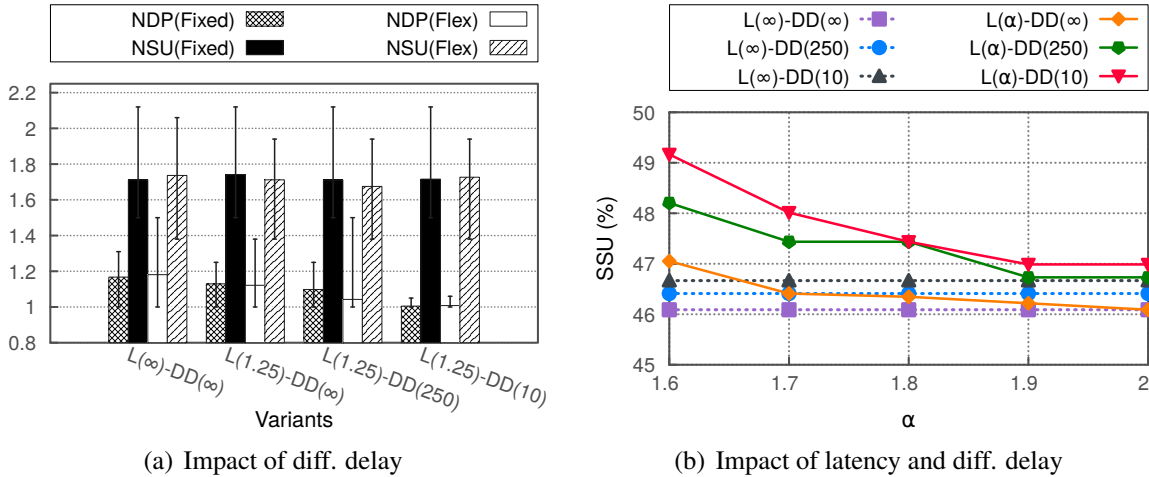 NDP(Fixed) NDP(Flex)
NSU(Fixed) NSU(Flex)
2.2
2
1.8
1.6
1.4
1.2
1
0.8
L(∞)-DD(∞) L(1.25)-DD(∞) L(1.25)-DD(250) L(1.25)-DD(10)
Variants
(a) Impact of diff. delay
L(∞)-DD(∞) L(α)-DD(∞)
L(∞)-DD(250) L(α)-DD(250)
L(∞)-DD(10) L(α)-DD(10)
SSU (%)
50
49
48
47
46
45
1.6 1.7 1.8 1.9 2
α
(b) Impact of latency and diff. delay